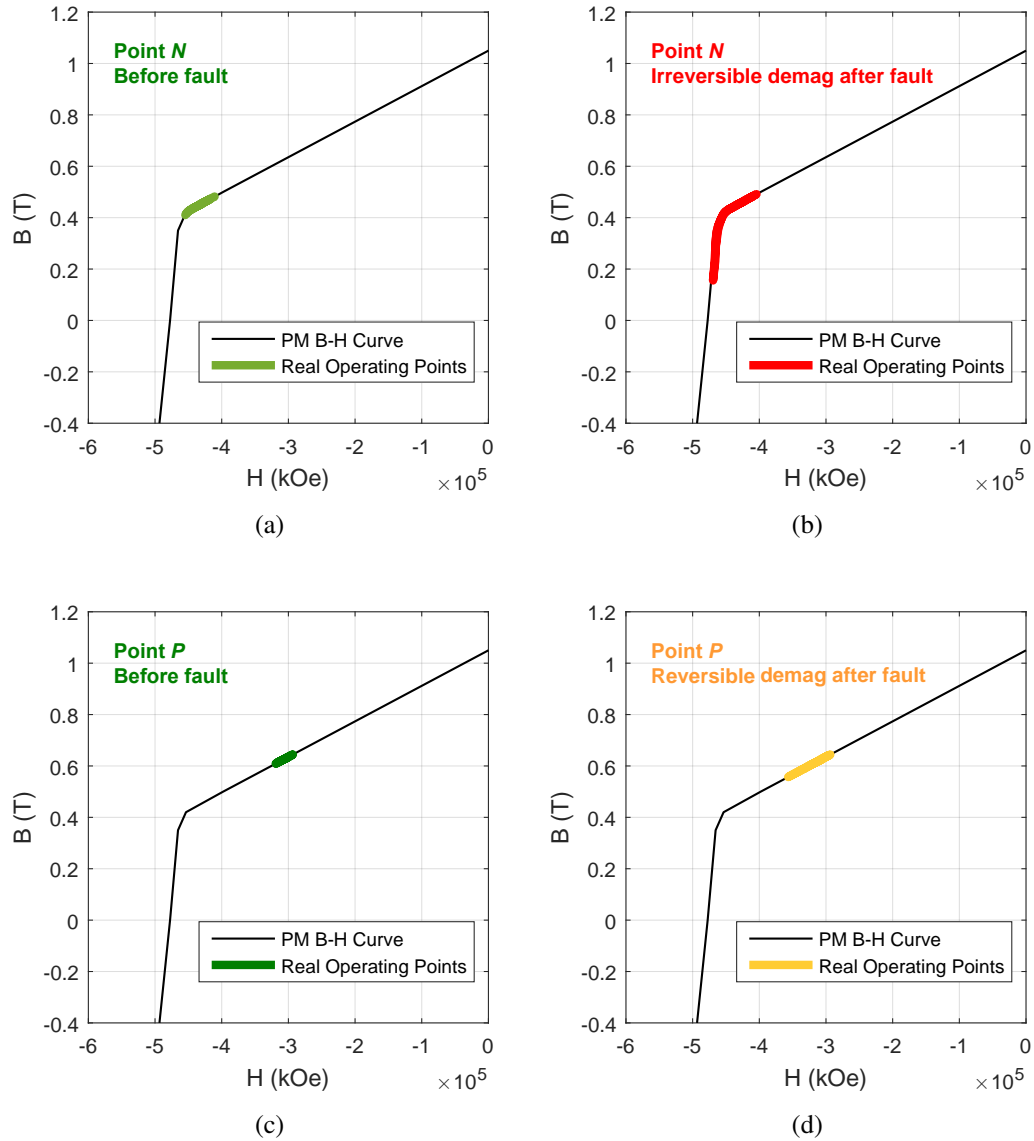 1.2
1
0.8
0.6
0.4
0.2
0
-0.2
-0.4
B (T)
Point N
Before fault
PM B-H Curve
Real Operating Points
-6 -5 -4 -3 -2 -1 0
H (kOe)
×10^5
(a)
1.2
1
0.8
0.6
0.4
0.2
0
-0.2
-0.4
B (T)
Point N
Irreversible demag after fault
PM B-H Curve
Real Operating Points
-6 -5 -4 -3 -2 -1 0
H (kOe)
×10^5
(b)
1.2
1
0.8
0.6
0.4
0.2
0
-0.2
-0.4
B (T)
Point P
Before fault
PM B-H Curve
Real Operating Points
-6 -5 -4 -3 -2 -1 0
H (kOe)
×10^5
(c)
1.2
1
0.8
0.6
0.4
0.2
0
-0.2
-0.4
B (T)
Point P
Reversible demag after fault
PM B-H Curve
Real Operating Points
-6 -5 -4 -3 -2 -1 0
H (kOe)
×10^5
(d)